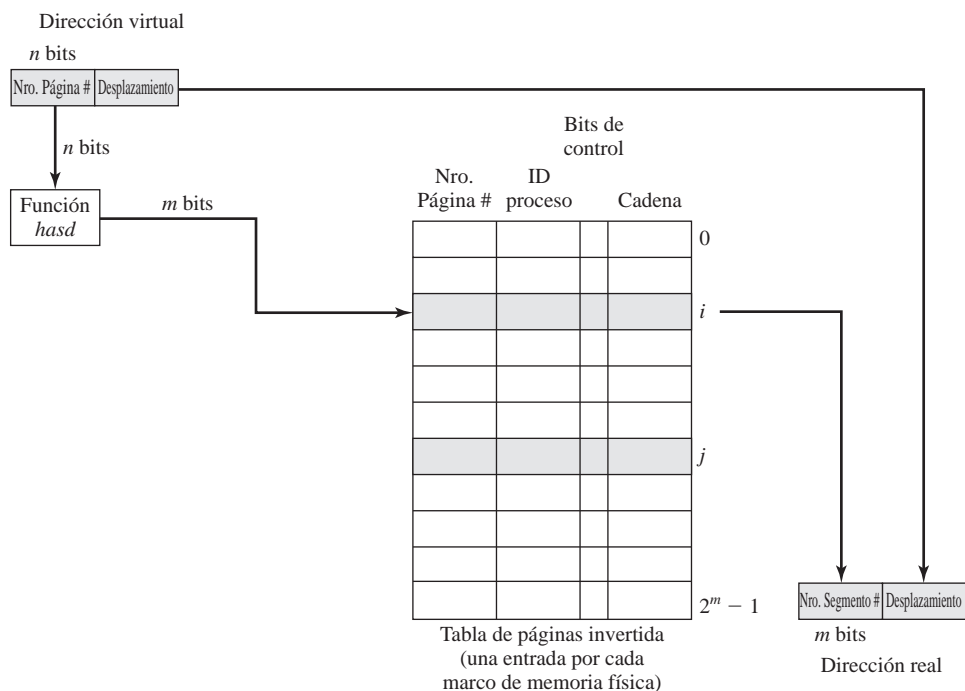 Dirección virtual
n bits
Nro. Página #
Desplazamiento
n bits
Función
hasd
m bits
Bits de
control
Nro.
Página #
ID
proceso
Cadena
0
i
j
2^m − 1
Tabla de páginas invertida
(una entrada por cada
marco de memoria física)
Nro. Segmento #
Desplazamiento
m bits
Dirección real